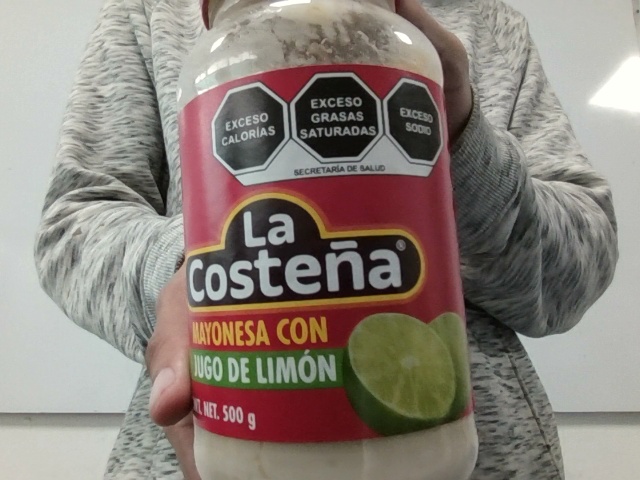 EXCESO
CALORÍAS
EXCESO
GRASAS
SATURADAS
EXCESO
SODIO
SECRETARÍA DE SALUD
La
Costeña®
MAYONESA CON
JUGO DE LIMÓN
NET. 500 g